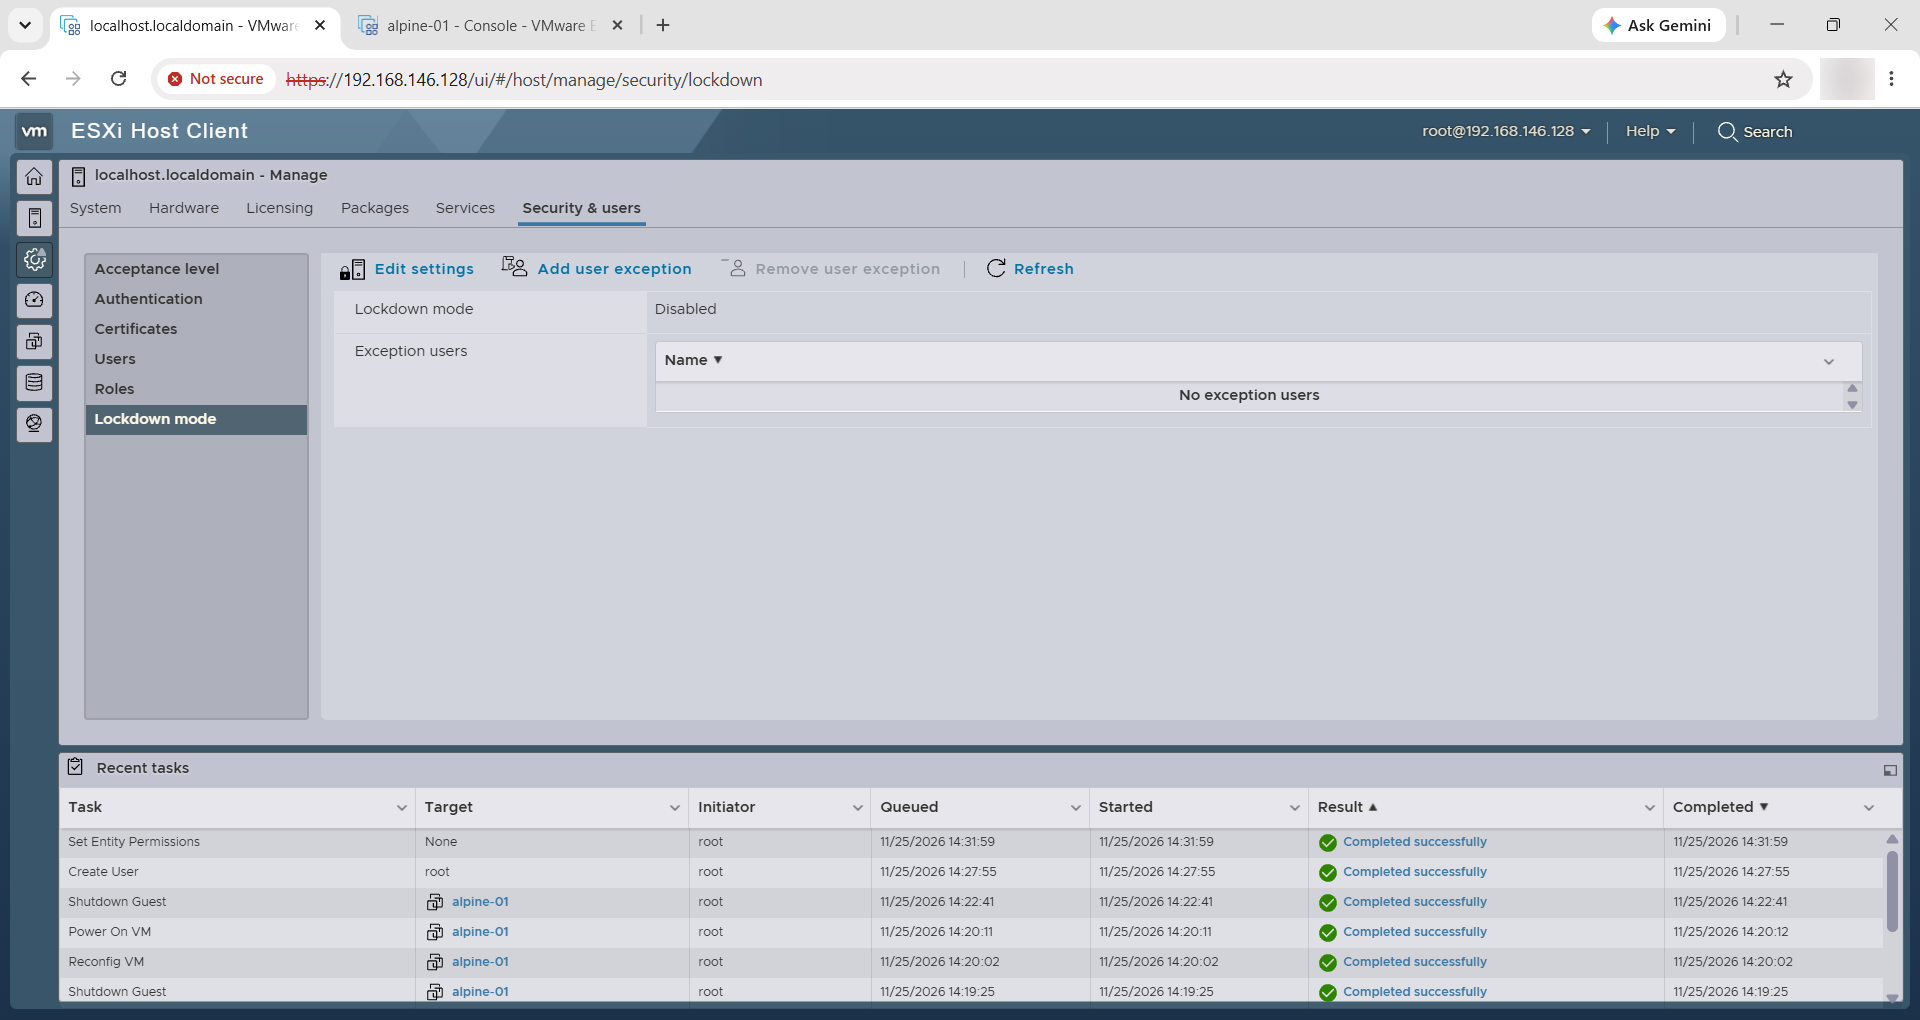 localhost.localdomain - VMware
alpine-01 - Console - VMware E
Ask Gemini
Not secure
https://192.168.146.128/ui/#/host/manage/security/lockdown
vm
ESXi Host Client
root@192.168.146.128
Help
Search
localhost.localdomain - Manage
System
Hardware
Licensing
Packages
Services
Security & users
Acceptance level
Authentication
Certificates
Users
Roles
Lockdown mode
Edit settings
Add user exception
Remove user exception
Refresh
Lockdown mode
Disabled
Exception users
Name
No exception users
Recent tasks
Task Target Initiator Queued Started Result Completed
Set Entity Permissions None root 11/25/2026 14:31:59 11/25/2026 14:31:59 Completed successfully 11/25/2026 14:31:59
Create User root root 11/25/2026 14:27:55 11/25/2026 14:27:55 Completed successfully 11/25/2026 14:27:55
Shutdown Guest alpine-01 root 11/25/2026 14:22:41 11/25/2026 14:22:41 Completed successfully 11/25/2026 14:22:41
Power On VM alpine-01 root 11/25/2026 14:20:11 11/25/2026 14:20:11 Completed successfully 11/25/2026 14:20:12
Reconfig VM alpine-01 root 11/25/2026 14:20:02 11/25/2026 14:20:02 Completed successfully 11/25/2026 14:20:02
Shutdown Guest alpine-01 root 11/25/2026 14:19:25 11/25/2026 14:19:25 Completed successfully 11/25/2026 14:19:25